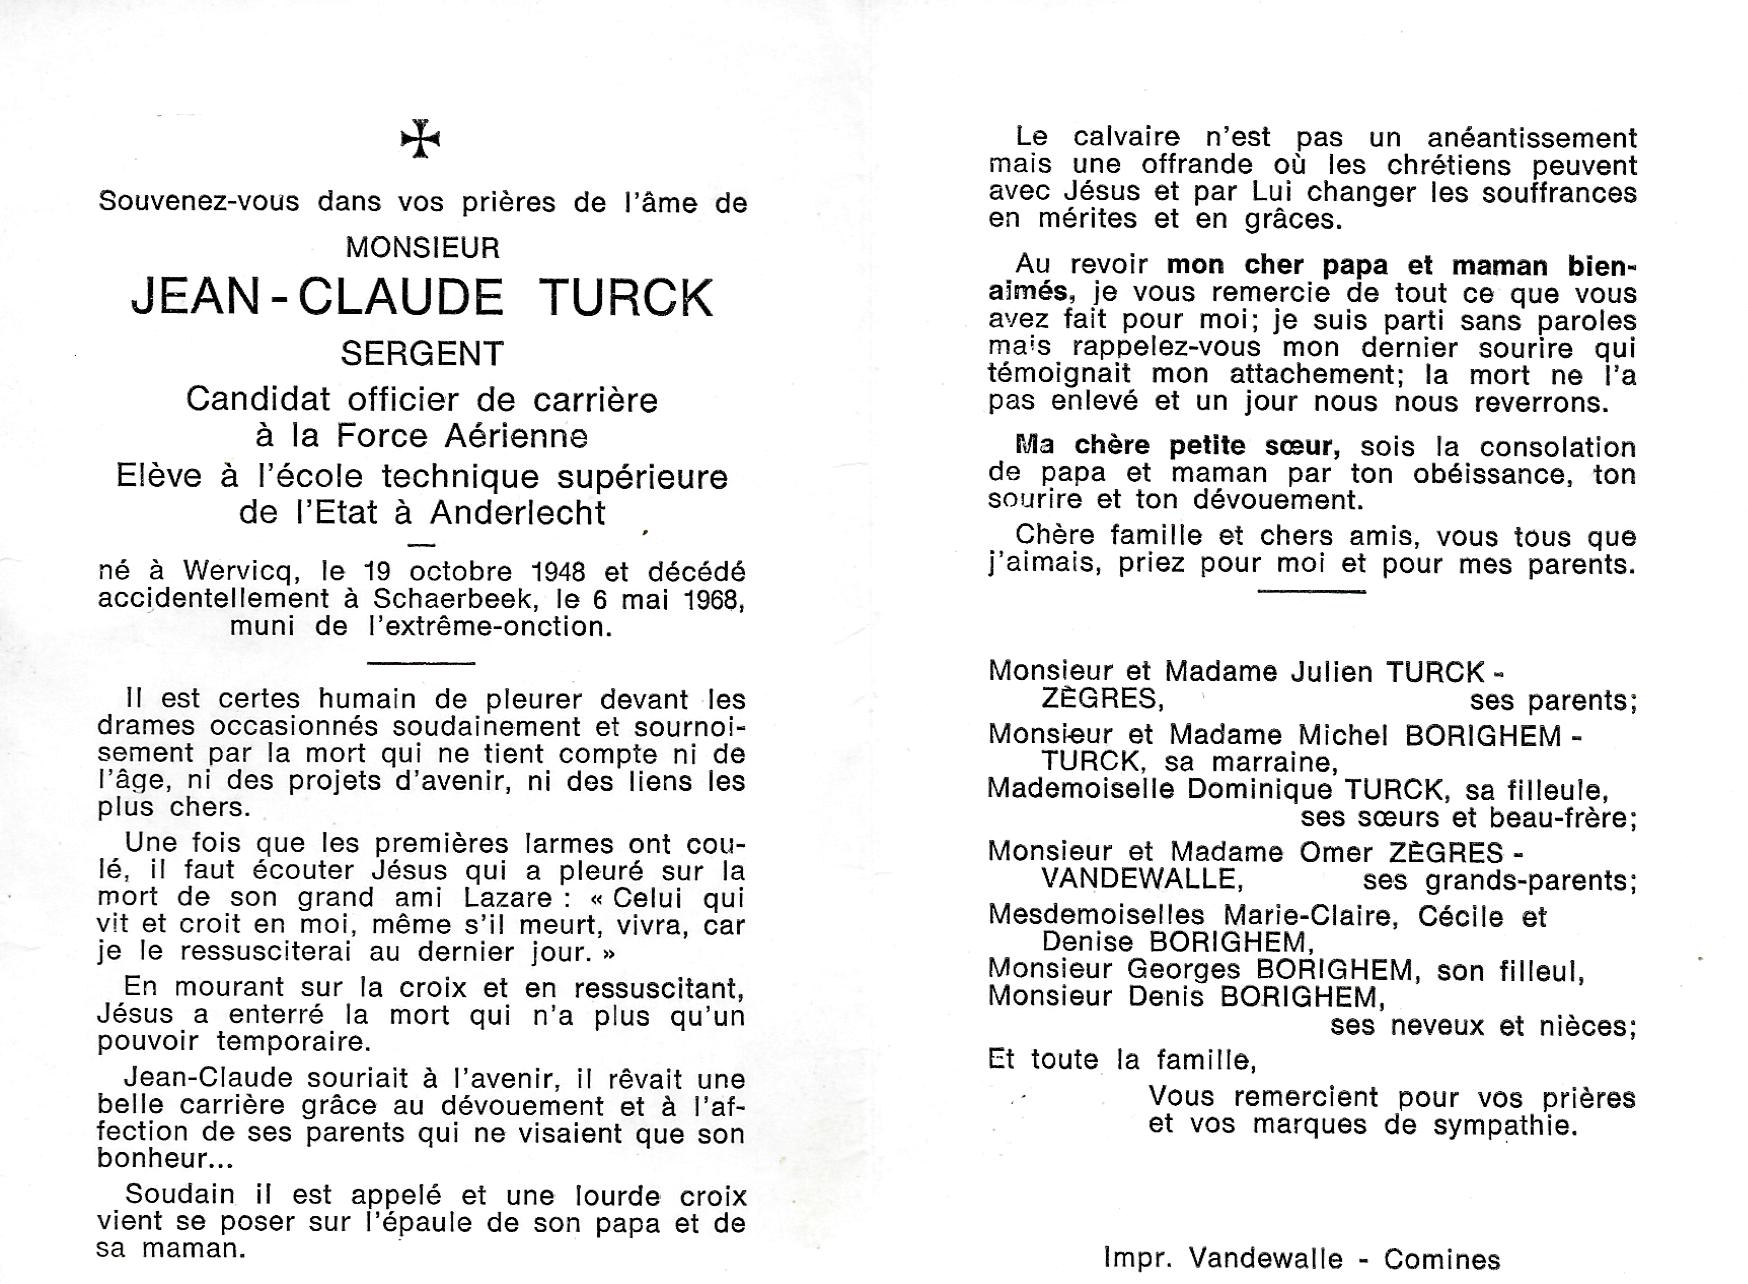 Souvenez-vous dans vos prières de l'âme de
MONSIEUR
JEAN-CLAUDE TURCK
SERGENT
Candidat officier de carrière
à la Force Aérienne
Elève à l'école technique supérieure
de l'Etat à Anderlecht
né à Wervicq, le 19 octobre 1948 et décédé
accidentellement à Schaerbeek, le 6 mai 1968,
muni de l'extrême-onction.
Il est certes humain de pleurer devant les
drames occasionnés soudainement et sournoi-
sement par la mort qui ne tient compte ni de
l'âge, ni des projets d'avenir, ni des liens les
plus chers.
Une fois que les premières larmes ont cou-
lé, il faut écouter Jésus qui a pleuré sur la
mort de son grand ami Lazare : « Celui qui
vit et croit en moi, même s'il meurt, vivra, car
je le ressusciterai au dernier jour. »
En mourant sur la croix et en ressuscitant,
Jésus a enterré la mort qui n'a plus qu'un
pouvoir temporaire.
Jean-Claude souriait à l'avenir, il rêvait une
belle carrière grâce au dévouement et à l'af-
fection de ses parents qui ne visaient que son
bonheur...
Soudain il est appelé et une lourde croix
vient se poser sur l'épaule de son papa et de
sa maman.
Le calvaire n'est pas un anéantissement
mais une offrande où les chrétiens peuvent
avec Jésus et par Lui changer les souffrances
en mérites et en grâces.
Au revoir mon cher papa et maman bien-
aimés, je vous remercie de tout ce que vous
avez fait pour moi; je suis parti sans paroles
mais rappelez-vous mon dernier sourire qui
témoignait mon attachement; la mort ne l'a
pas enlevé et un jour nous nous reverrons.
Ma chère petite sœur, sois la consolation
de papa et maman par ton obéissance, ton
sourire et ton dévouement.
Chère famille et chers amis, vous tous que
j'aimais, priez pour moi et pour mes parents.
Monsieur et Madame Julien TURCK -
ZÈGRES, ses parents;
Monsieur et Madame Michel BORIGHEM -
TURCK, sa marraine,
Mademoiselle Dominique TURCK, sa filleule,
ses sœurs et beau-frère;
Monsieur et Madame Omer ZÈGRES -
VANDEWALLE, ses grands-parents;
Mesdemoiselles Marie-Claire, Cécile et
Denise BORIGHEM,
Monsieur Georges BORIGHEM, son filleul,
Monsieur Denis BORIGHEM,
ses neveux et nièces;
Et toute la famille,
Vous remercient pour vos prières
et vos marques de sympathie.
Impr. Vandewalle - Comines